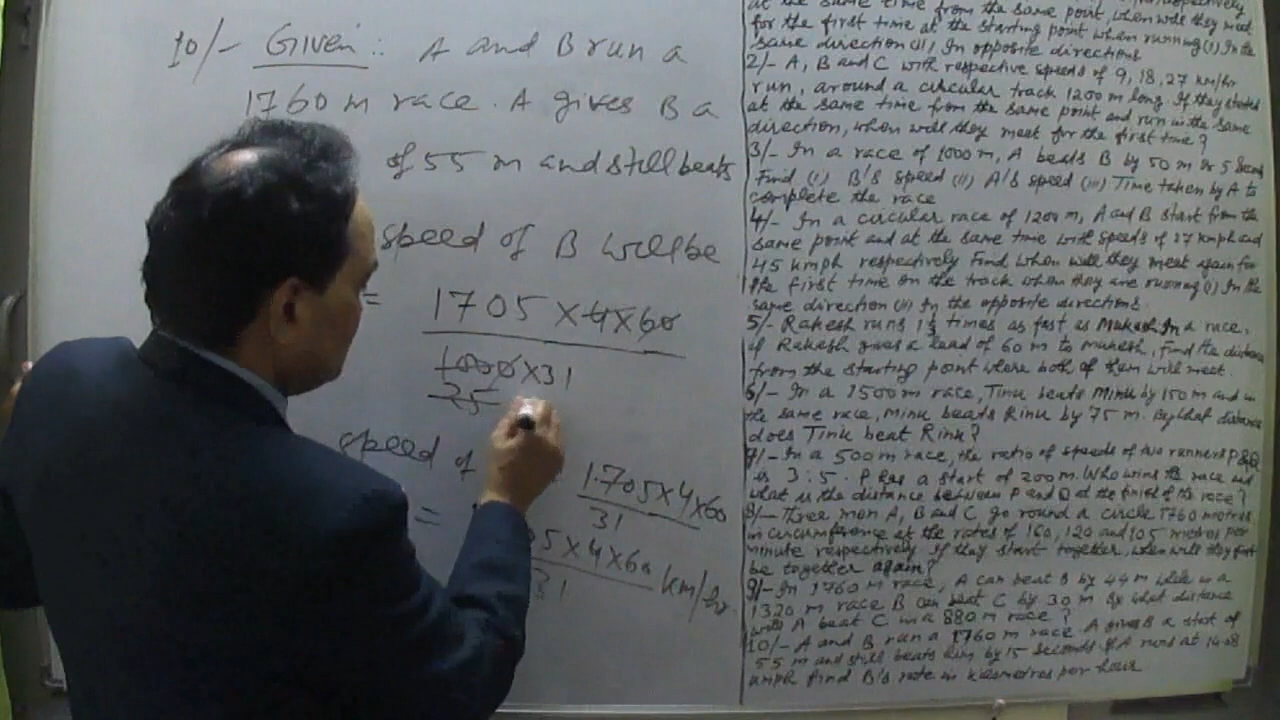 10/- Given: A and B run a
1760 m race. A gives B a
of 55 m and still beats
speed of B will be
= 1705 × 4 × 60
1000 × 31
25
speed of
1.705 × 4 × 60
31
=
05 × 4 × 60 km/hr.
31
at the same time from the same point, when will they meet
for the first time at the starting point when running (i) In the
same direction (ii) In opposite directions
2/- A, B and C with respective speeds of 9, 18, 27 km/hr
run, around a circular track 1200 m long. If they started
at the same time from the same point and run in the same
direction, when will they meet for the first time?
3/- In a race of 1000 m, A beats B by 50 m or 5 Second
Find (i) B's speed (ii) A's speed (iii) Time taken by A to
complete the race
4/- In a circular race of 1200 m, A and B start from the
same point and at the same time with speeds of 27 kmph and
45 kmph respectively Find when will they meet again for
the first time on the track when they are running (i) In the
same direction (ii) In the opposite directions.
5/- Rakesh runs times as fast as Mukesh. In a race,
if Rakesh gives a lead of 60 m to Mukesh, find the distance
from the starting point where both of them will meet.
6/- In a 1500 m race, Tinu beats Minu by 150 m and in
the same race, Minu beats Rinu by 75 m. By what distance
does Tinu beat Rinu?
7/- In a 500 m race, the ratio of speeds of two runners P & Q
is 3:5. P has a start of 200 m. Who wins the race and
what is the distance between P and Q at the finish of the race?
8/- Three men A, B and C go round a circle 1760 metres
in circumference at the rates of 160, 120 and 105 metres per
minute respectively If they start together, when will they first
be together again?
9/- In 1760 m race, A can beat B by 44 m while in a
1320 m race B can beat C by 30 m By what distance
will A beat C in a 880 m race?
10/- A and B run a 1760 m race. A gives B a start of
55 m and still beats him by 15 seconds. If A runs at
kmph find B's rate in kilometres per hour